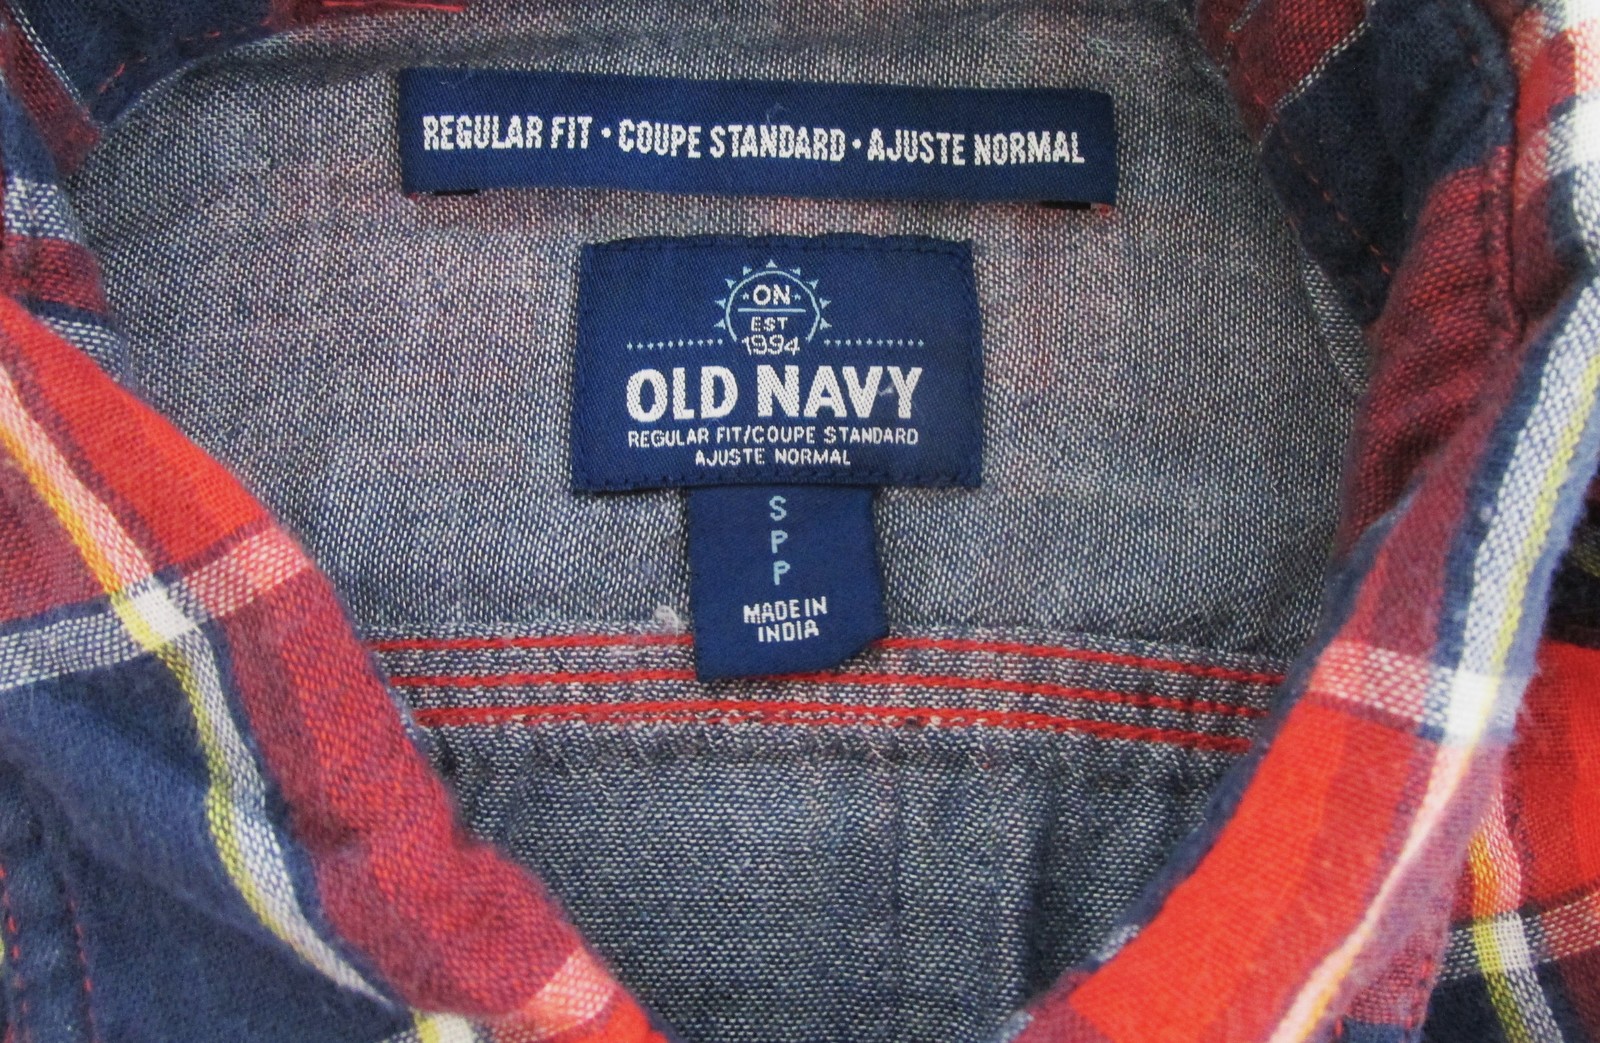 REGULAR FIT • COUPE STANDARD • AJUSTE NORMAL
ON
EST
1994
OLD NAVY
REGULAR FIT/COUPE STANDARD
AJUSTE NORMAL
S
P
P
MADE IN
INDIA